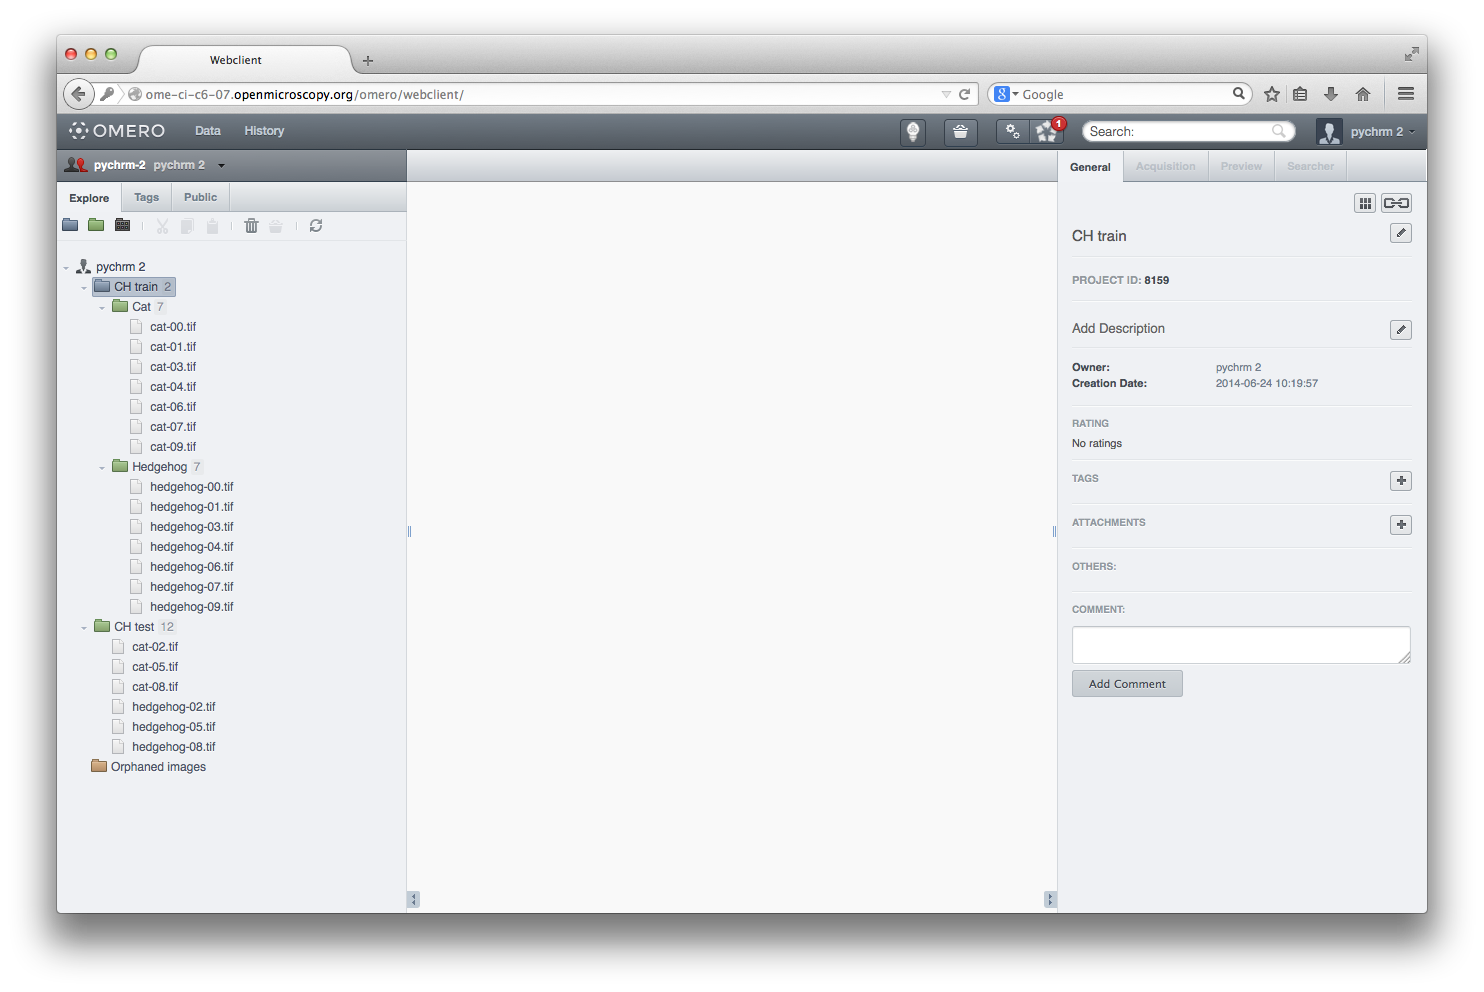 Webclient
ome-ci-c6-07.openmicroscopy.org/omero/webclient/
8 Google
OMERO Data History 1 Search: pychrm 2
pychrm-2 pychrm 2
General Acquisition Preview Searcher
Explore Tags Public
pychrm 2
CH train 2
Cat 7
cat-00.tif
cat-01.tif
cat-03.tif
cat-04.tif
cat-06.tif
cat-07.tif
cat-09.tif
Hedgehog 7
hedgehog-00.tif
hedgehog-01.tif
hedgehog-03.tif
hedgehog-04.tif
hedgehog-06.tif
hedgehog-07.tif
hedgehog-09.tif
CH test 12
cat-02.tif
cat-05.tif
cat-08.tif
hedgehog-02.tif
hedgehog-05.tif
hedgehog-08.tif
Orphaned images
CH train
PROJECT ID: 8159
Add Description
Owner: pychrm 2
Creation Date: 2014-06-24 10:19:57
RATING
No ratings
TAGS
ATTACHMENTS
OTHERS:
COMMENT:
Add Comment